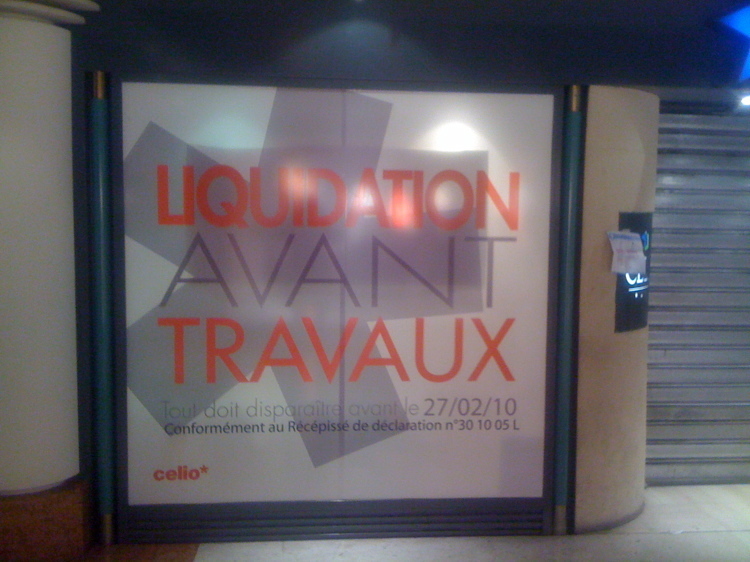 LIQUIDATION
AVANT
TRAVAUX
Tout doit disparaître avant le 27/02/10
Conformément au Récépissé de déclaration n°30 10 05 L
celio*